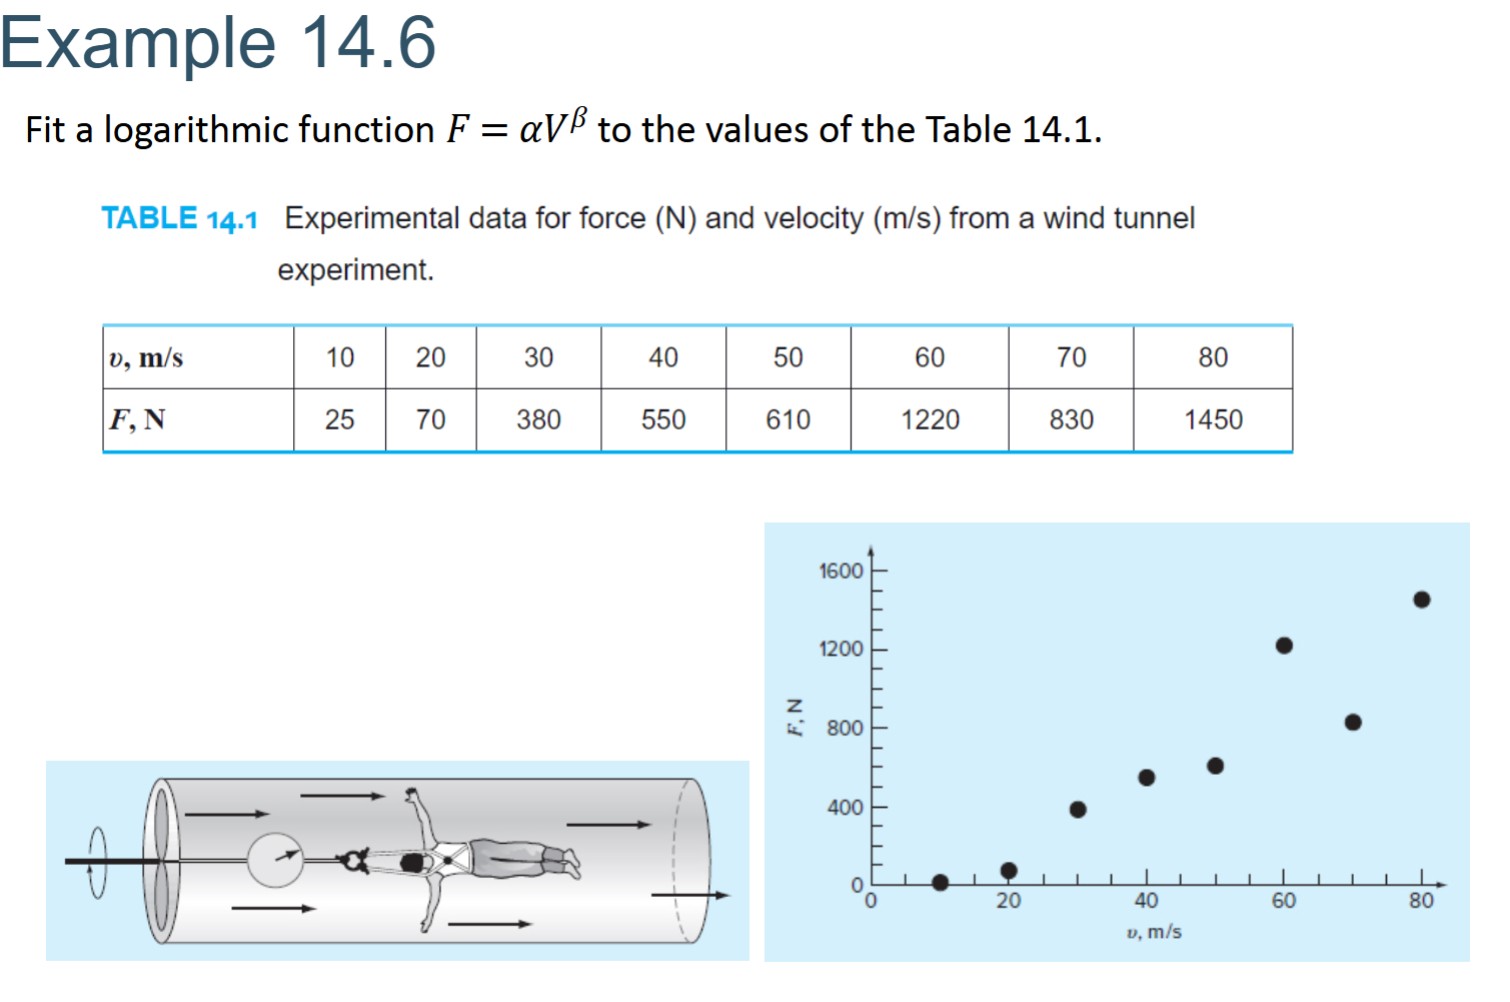 Example 14.6
Fit a logarithmic function F = αV^β to the values of the Table 14.1.
TABLE 14.1 Experimental data for force (N) and velocity (m/s) from a wind tunnel
experiment.
υ, m/s 10 20 30 40 50 60 70 80
F, N 25 70 380 550 610 1220 830 1450
1600
1200
F, N
800
400
0
0 20 40 60 80
υ, m/s